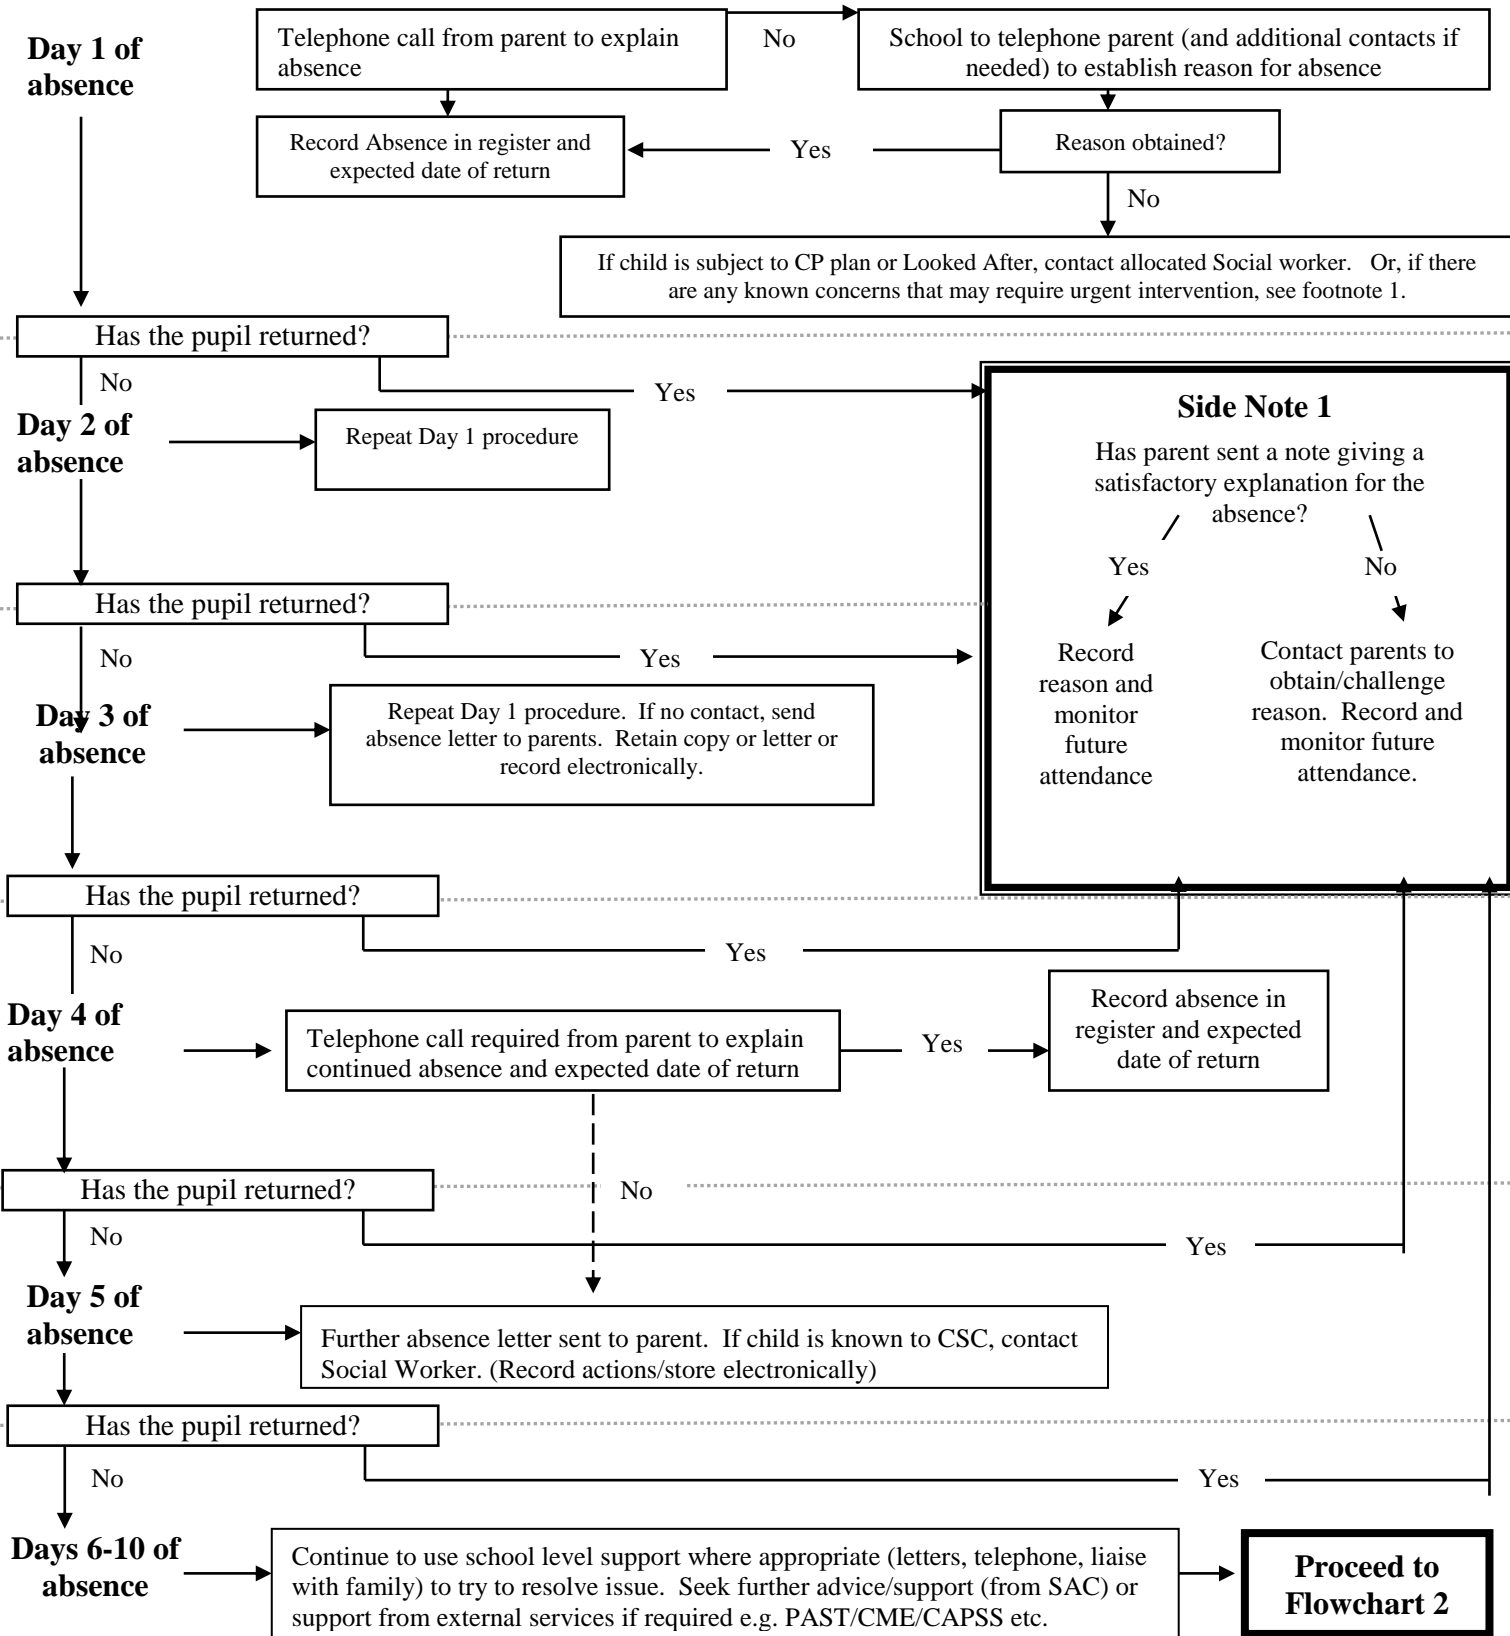 Day 1 of
absence
Telephone call from parent to explain
absence
No
School to telephone parent (and additional contacts if
needed) to establish reason for absence
Record Absence in register and
expected date of return
Yes
Reason obtained?
No
If child is subject to CP plan or Looked After, contact allocated Social worker. Or, if there
are any known concerns that may require urgent intervention, see footnote 1.
Has the pupil returned?
No
Yes
Day 2 of
absence
Repeat Day 1 procedure
Side Note 1
Has parent sent a note giving a
satisfactory explanation for the
absence?
Yes
No
Record
reason and
monitor
future
attendance
Contact parents to
obtain/challenge
reason. Record and
monitor future
attendance.
Has the pupil returned?
No
Yes
Day 3 of
absence
Repeat Day 1 procedure. If no contact, send
absence letter to parents. Retain copy or letter or
record electronically.
Has the pupil returned?
No
Yes
Day 4 of
absence
Telephone call required from parent to explain
continued absence and expected date of return
Yes
Record absence in
register and expected
date of return
Has the pupil returned?
No
No
Yes
Day 5 of
absence
Further absence letter sent to parent. If child is known to CSC, contact
Social Worker. (Record actions/store electronically)
Has the pupil returned?
No
Yes
Days 6-10 of
absence
Continue to use school level support where appropriate (letters, telephone, liaise
with family) to try to resolve issue. Seek further advice/support (from SAC) or
support from external services if required e.g. PAST/CME/CAPSS etc.
Proceed to
Flowchart 2